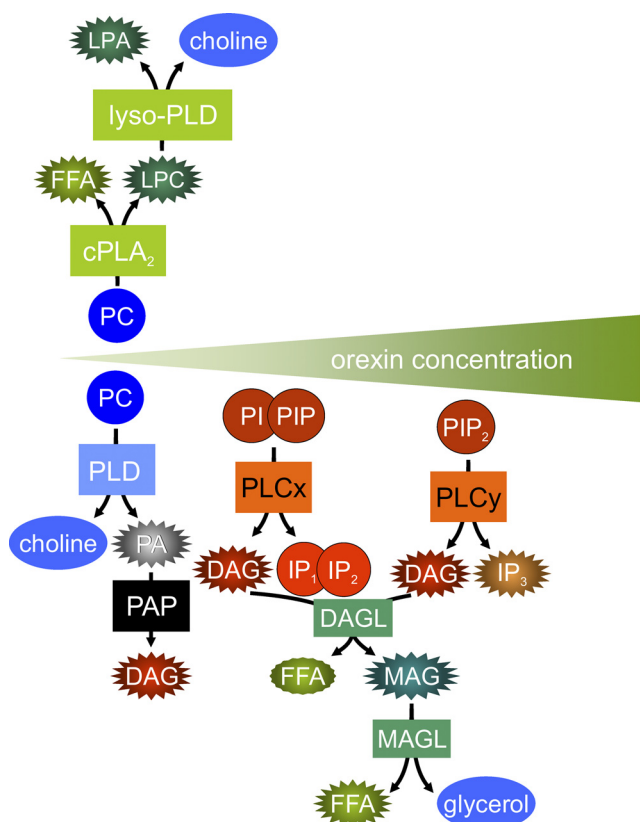 LPA choline
lyso-PLD
FFA LPC
cPLA₂
PC
orexin concentration
PC PI PIP PIP₂
PLD PLCx PLCy
choline PA DAG IP₁ IP₂ DAG IP₃
PAP DAGL
DAG FFA MAG
MAGL
FFA glycerol